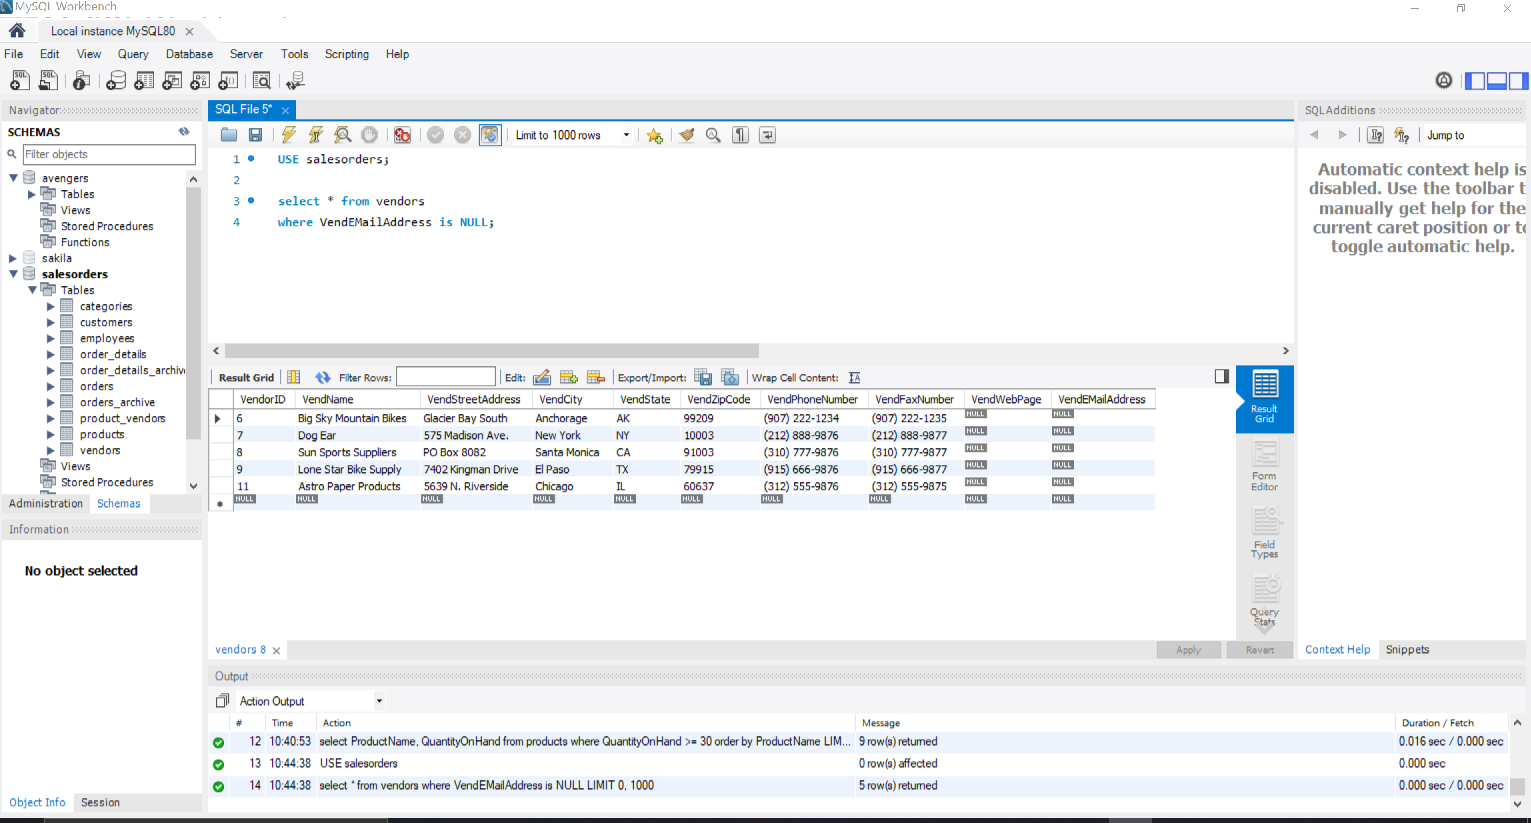 MySQL Workbench
Local instance MySQL80
File Edit View Query Database Server Tools Scripting Help
Navigator
SCHEMAS
Filter objects
avengers
Tables
Views
Stored Procedures
Functions
sakila
salesorders
Tables
categories
customers
employees
order_details
order_details_archiv
orders
orders_archive
product_vendors
products
vendors
Views
Stored Procedures
Administration Schemas
Information
No object selected
Object Info Session
SQL File 5*
Limit to 1000 rows
1 USE salesorders;
2
3 select * from vendors
4 where VendEMailAddress is NULL;
Result Grid Filter Rows: Edit: Export/Import: Wrap Cell Content:
VendorID VendName VendStreetAddress VendCity VendState VendZipCode VendPhoneNumber VendFaxNumber VendWebPage VendEMailAddress
6 Big Sky Mountain Bikes Glacier Bay South Anchorage AK 99209 (907) 222-1234 (907) 222-1235 NULL NULL
7 Dog Ear 575 Madison Ave. New York NY 10003 (212) 888-9876 (212) 888-9877 NULL NULL
8 Sun Sports Suppliers PO Box 8082 Santa Monica CA 91003 (310) 777-9876 (310) 777-9877 NULL NULL
9 Lone Star Bike Supply 7402 Kingman Drive El Paso TX 79915 (915) 666-9876 (915) 666-9877 NULL NULL
11 Astro Paper Products 5639 N. Riverside Chicago IL 60637 (312) 555-9876 (312) 555-9875 NULL NULL
NULL NULL NULL NULL NULL NULL NULL NULL NULL NULL
Result
Grid
Form
Editor
Field
Types
Query
Stats
vendors 8
Apply Revert
SQLAdditions
Jump to
Automatic context help is
disabled. Use the toolbar t
manually get help for the
current caret position or to
toggle automatic help.
Context Help Snippets
Output
Action Output
# Time Action Message Duration / Fetch
12 10:40:53 select ProductName, QuantityOnHand from products where QuantityOnHand >= 30 order by ProductName LIM... 9 row(s) returned 0.016 sec / 0.000 sec
13 10:44:38 USE salesorders 0 row(s) affected 0.000 sec
14 10:44:38 select * from vendors where VendEMailAddress is NULL LIMIT 0, 1000 5 row(s) returned 0.000 sec / 0.000 sec